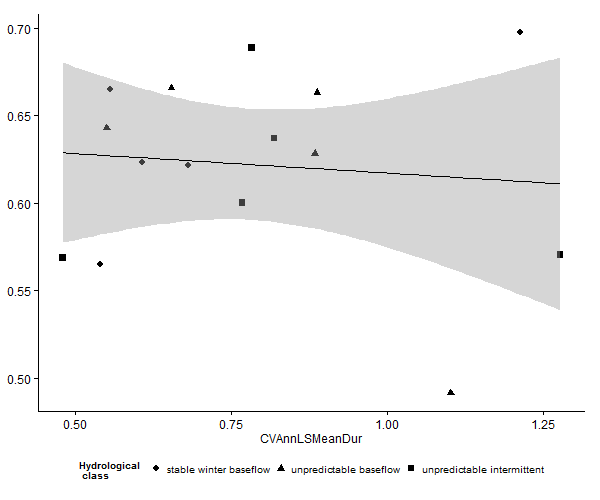 0.70
0.65
0.60
0.55
0.50
0.50 0.75 1.00 1.25
CVAnnLSMeanDur
Hydrological
class
stable winter baseflow unpredictable baseflow unpredictable intermittent